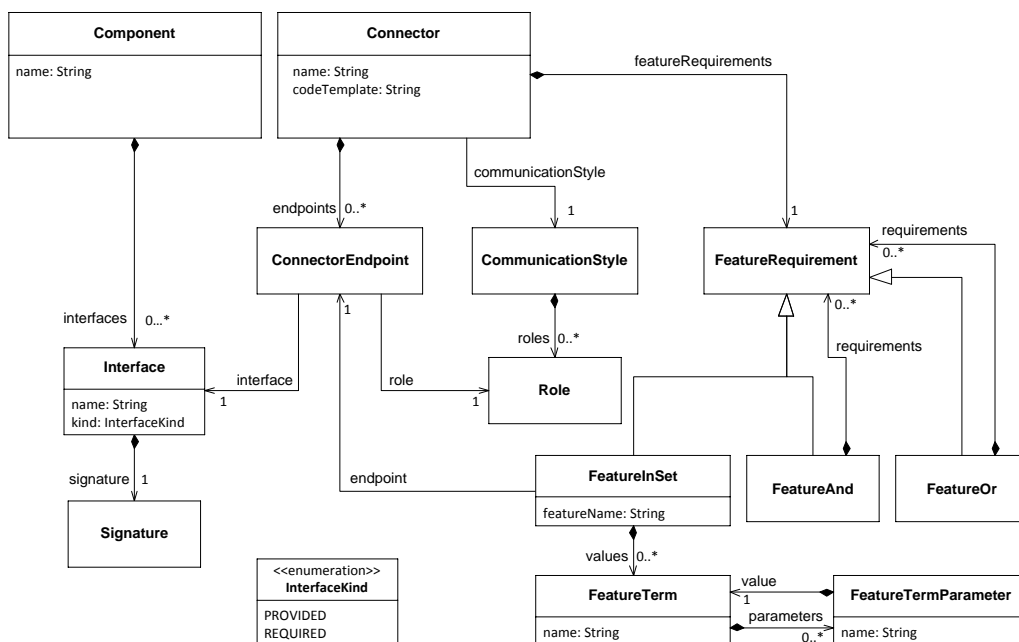 Component
name: String
Connector
name: String
codeTemplate: String
featureRequirements
communicationStyle
1
endpoints 0..*
1
ConnectorEndpoint
CommunicationStyle
FeatureRequirement
requirements
0..*
1
0..*
interfaces 0...*
roles 0..*
requirements
Interface
name: String
kind: InterfaceKind
interface
1
role
1
Role
signature 1
Signature
endpoint
FeatureInSet
featureName: String
FeatureAnd
FeatureOr
values 0..*
<<enumeration>>
InterfaceKind
PROVIDED
REQUIRED
FeatureTerm
name: String
value
1
parameters
0..*
FeatureTermParameter
name: String